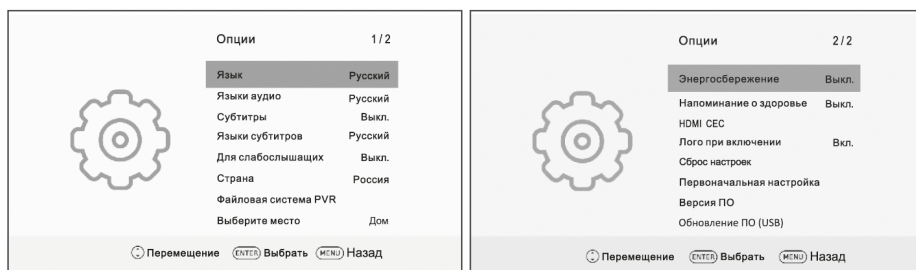 Опции 1/2
Язык Русский
Языки аудио Русский
Субтитры Выкл.
Языки субтитров Русский
Для слабослышащих Выкл.
Страна Россия
Файловая система PVR
Выберите место Дом
Перемещение ENTER Выбрать MENU Назад
Опции 2/2
Энергосбережение Выкл.
Напоминание о здоровье Выкл.
HDMI CEC
Лого при включении Вкл.
Сброс настроек
Первоначальная настройка
Версия ПО
Обновление ПО (USB)
Перемещение ENTER Выбрать MENU Назад